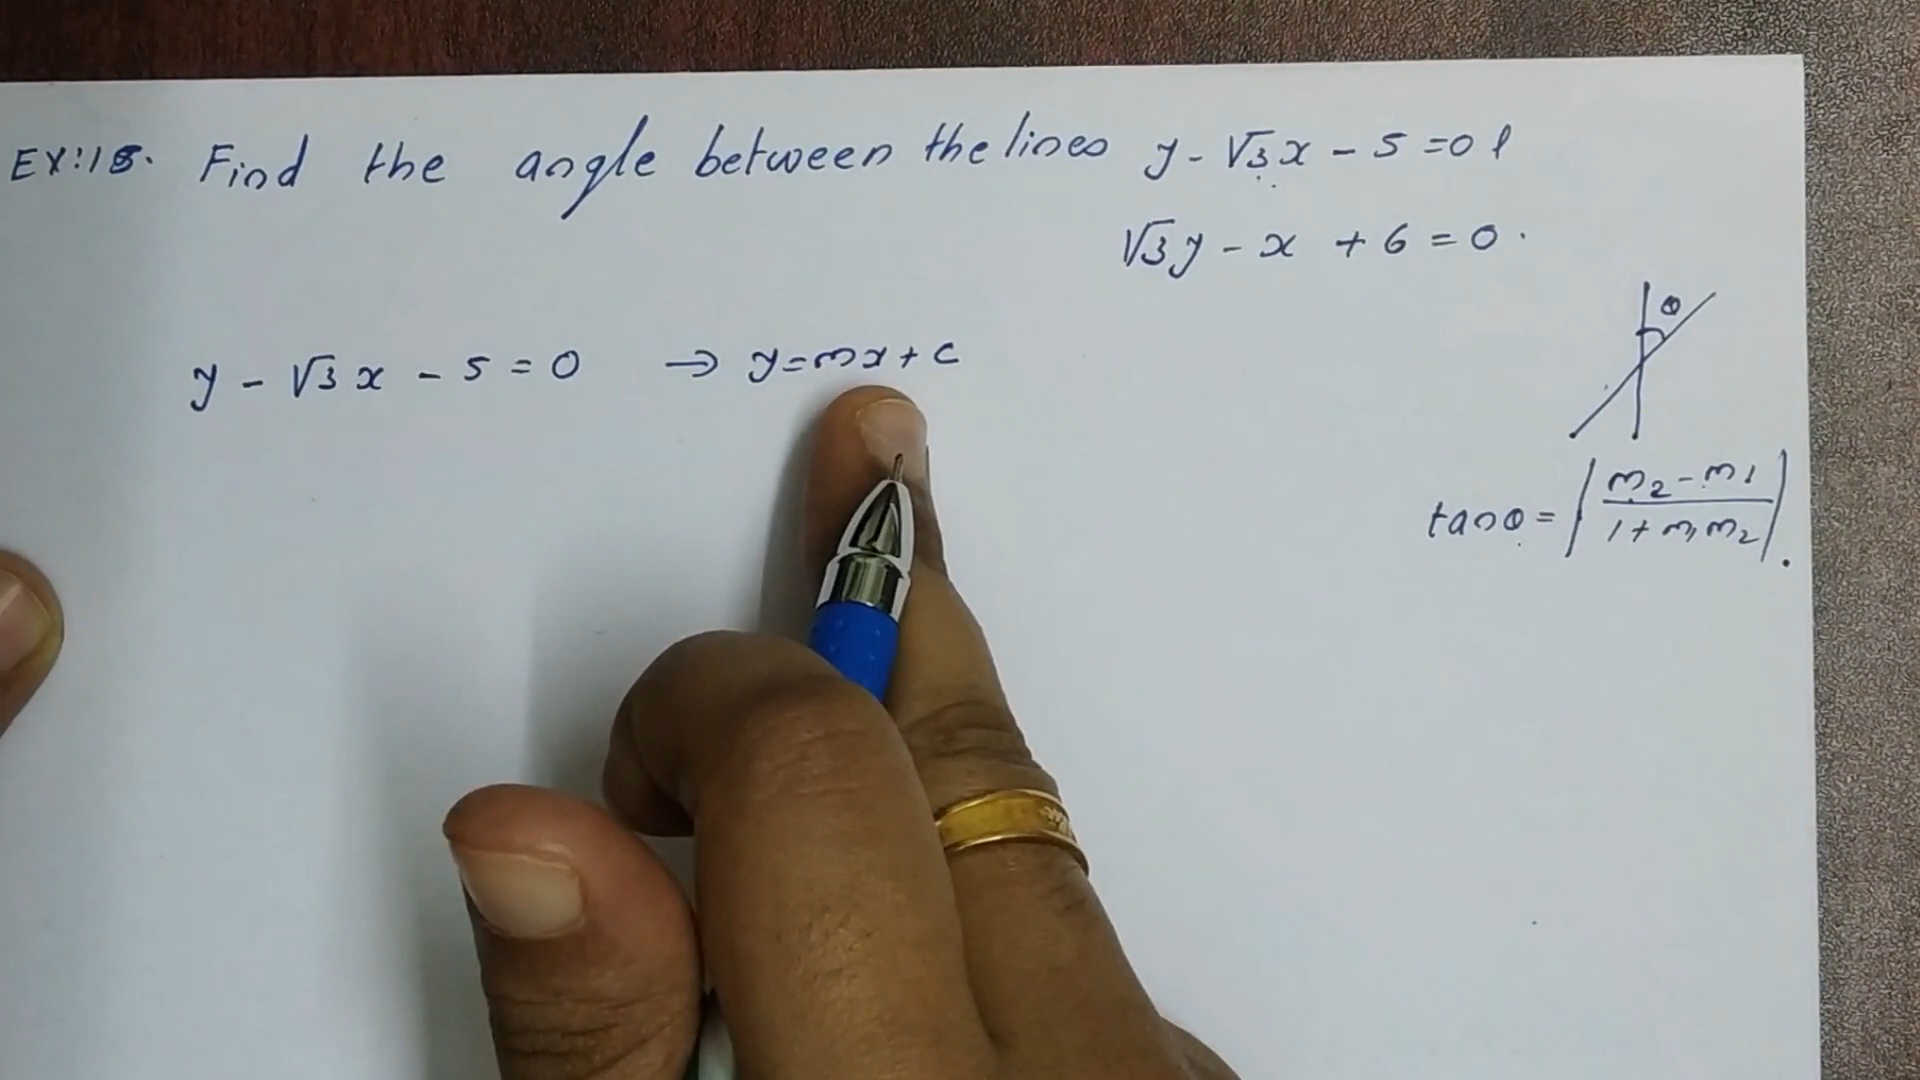 EX:18. Find the angle between the lines y - √3x - 5 = 0 &
√3y - x + 6 = 0.
y - √3x - 5 = 0 → y = mx + c
θ
tanθ = | m2 - m1 / 1 + m1m2 | .